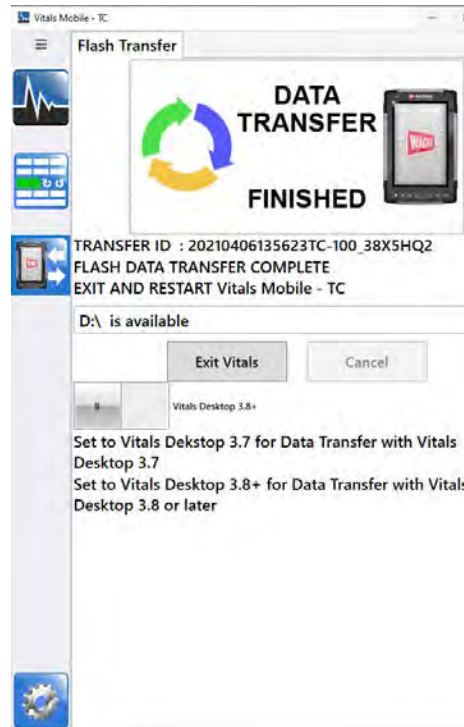 Vitals Mobile - TC
Flash Transfer
DATA
TRANSFER
WACHS
FINISHED
TRANSFER ID : 20210406135623TC-100_38X5HQ2
FLASH DATA TRANSFER COMPLETE
EXIT AND RESTART Vitals Mobile - TC
D:\ is available
Exit Vitals
Cancel
Vitals Desktop 3.8+
Set to Vitals Dekstop 3.7 for Data Transfer with Vitals
Desktop 3.7
Set to Vitals Desktop 3.8+ for Data Transfer with Vitals
Desktop 3.8 or later